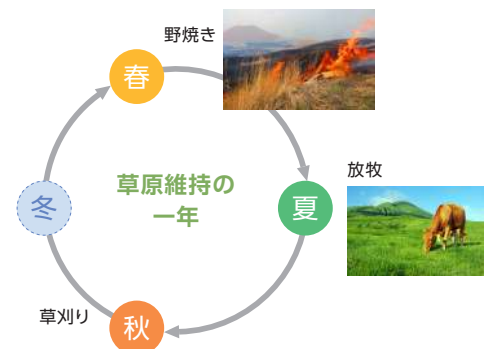 野焼き
春
放牧
草原維持の
一年
冬
夏
草刈り
秋